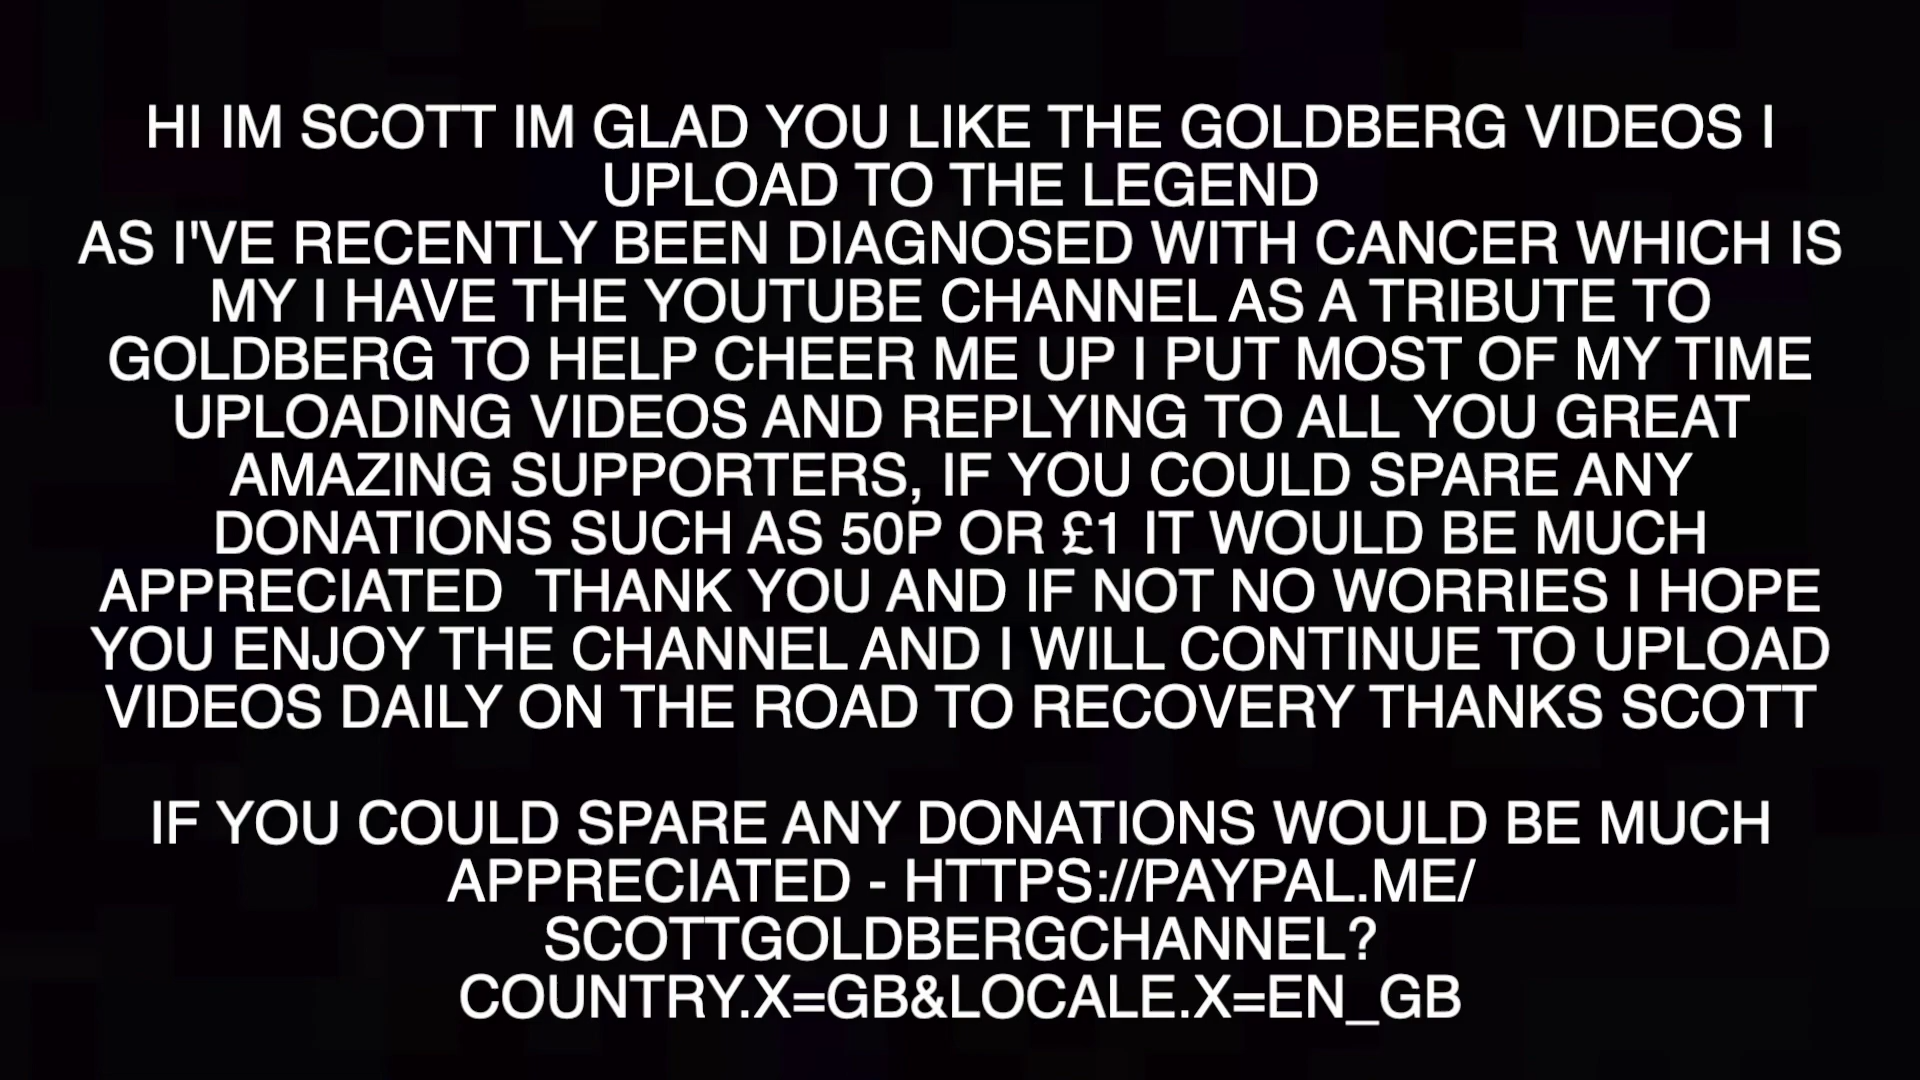 HI IM SCOTT IM GLAD YOU LIKE THE GOLDBERG VIDEOS I
UPLOAD TO THE LEGEND
AS I'VE RECENTLY BEEN DIAGNOSED WITH CANCER WHICH IS
MY I HAVE THE YOUTUBE CHANNEL AS A TRIBUTE TO
GOLDBERG TO HELP CHEER ME UP I PUT MOST OF MY TIME
UPLOADING VIDEOS AND REPLYING TO ALL YOU GREAT
AMAZING SUPPORTERS, IF YOU COULD SPARE ANY
DONATIONS SUCH AS 50P OR £1 IT WOULD BE MUCH
APPRECIATED  THANK YOU AND IF NOT NO WORRIES I HOPE
YOU ENJOY THE CHANNEL AND I WILL CONTINUE TO UPLOAD
VIDEOS DAILY ON THE ROAD TO RECOVERY THANKS SCOTT
IF YOU COULD SPARE ANY DONATIONS WOULD BE MUCH
APPRECIATED - HTTPS://PAYPAL.ME/
SCOTTGOLDBERGCHANNEL?
COUNTRY.X=GB&LOCALE.X=EN_GB